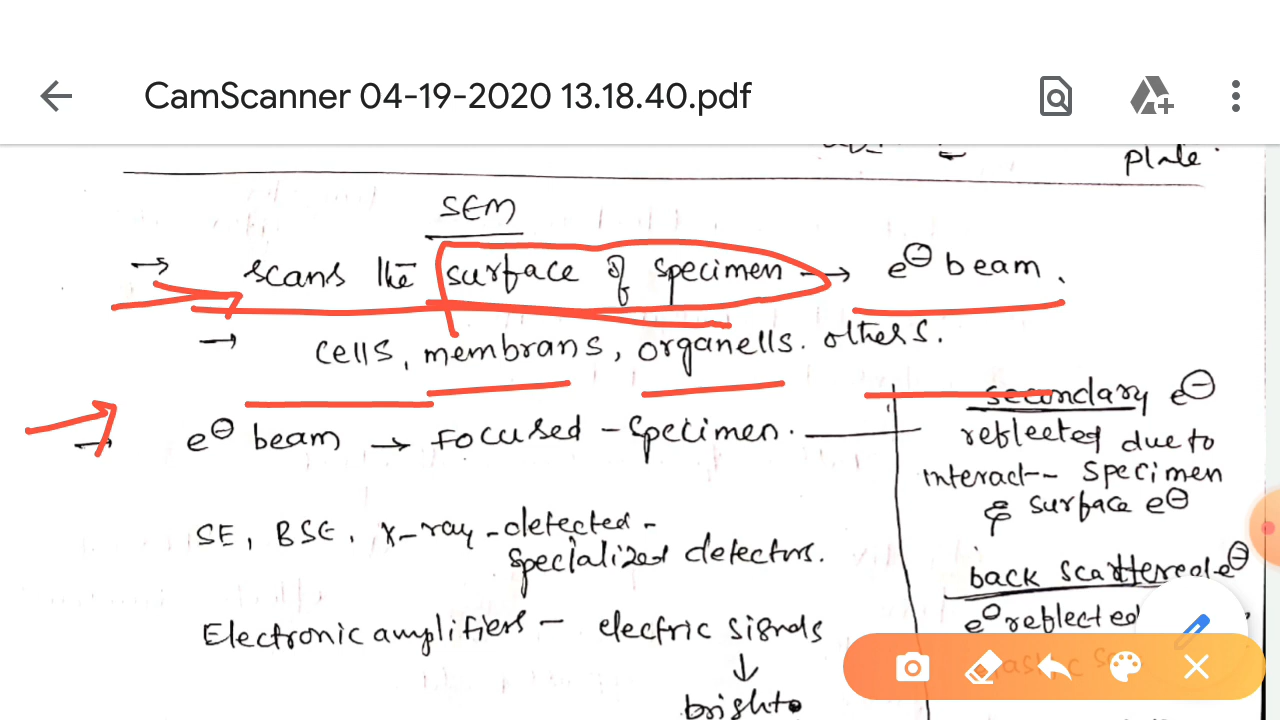 CamScanner 04-19-2020 13.18.40.pdf
plate.
SEM
→ scans the surface of specimen → e⊖ beam.
→ cells, membrans, organells. others.
→ e⊖ beam → Focused - Specimen.
secondary e⊖
reflected due to
interact-- Specimen
& surface e⊖
SE, BSE, X-ray - detected -
specialized detectors.
back scattered e⊖
e⊖ reflected
Electronic amplifiers - electric signals
↓